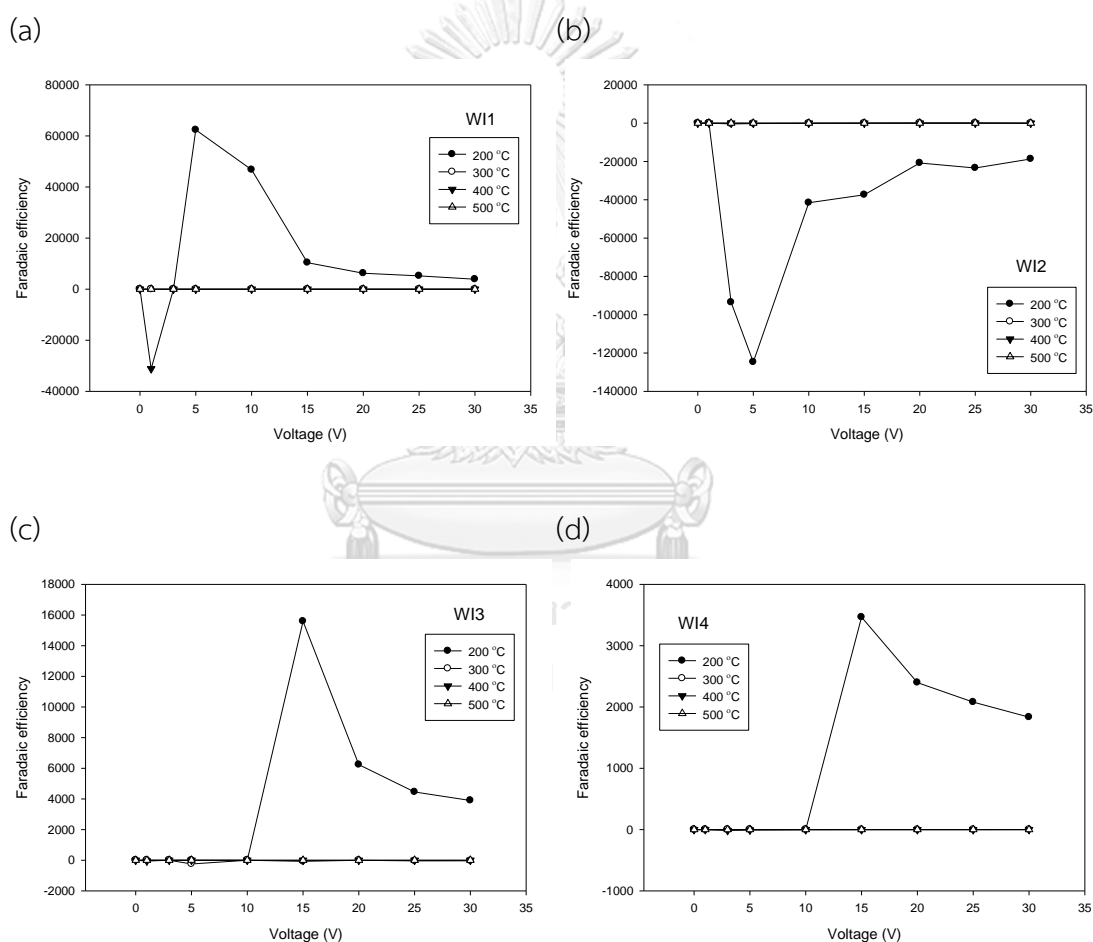 (a)
(b)
WI1
200 °C
300 °C
400 °C
500 °C
80000
60000
40000
20000
0
-20000
-40000
Faradaic efficiency
0 5 10 15 20 25 30 35
Voltage (V)
WI2
200 °C
300 °C
400 °C
500 °C
20000
0
-20000
-40000
-60000
-80000
-100000
-120000
-140000
Faradaic efficiency
0 5 10 15 20 25 30 35
Voltage (V)
(c)
(d)
WI3
200 °C
300 °C
400 °C
500 °C
18000
16000
14000
12000
10000
8000
6000
4000
2000
0
-2000
Faradaic efficiency
0 5 10 15 20 25 30 35
Voltage (V)
WI4
200 °C
300 °C
400 °C
500 °C
4000
3000
2000
1000
0
-1000
Faradaic efficiency
0 5 10 15 20 25 30 35
Voltage (V)